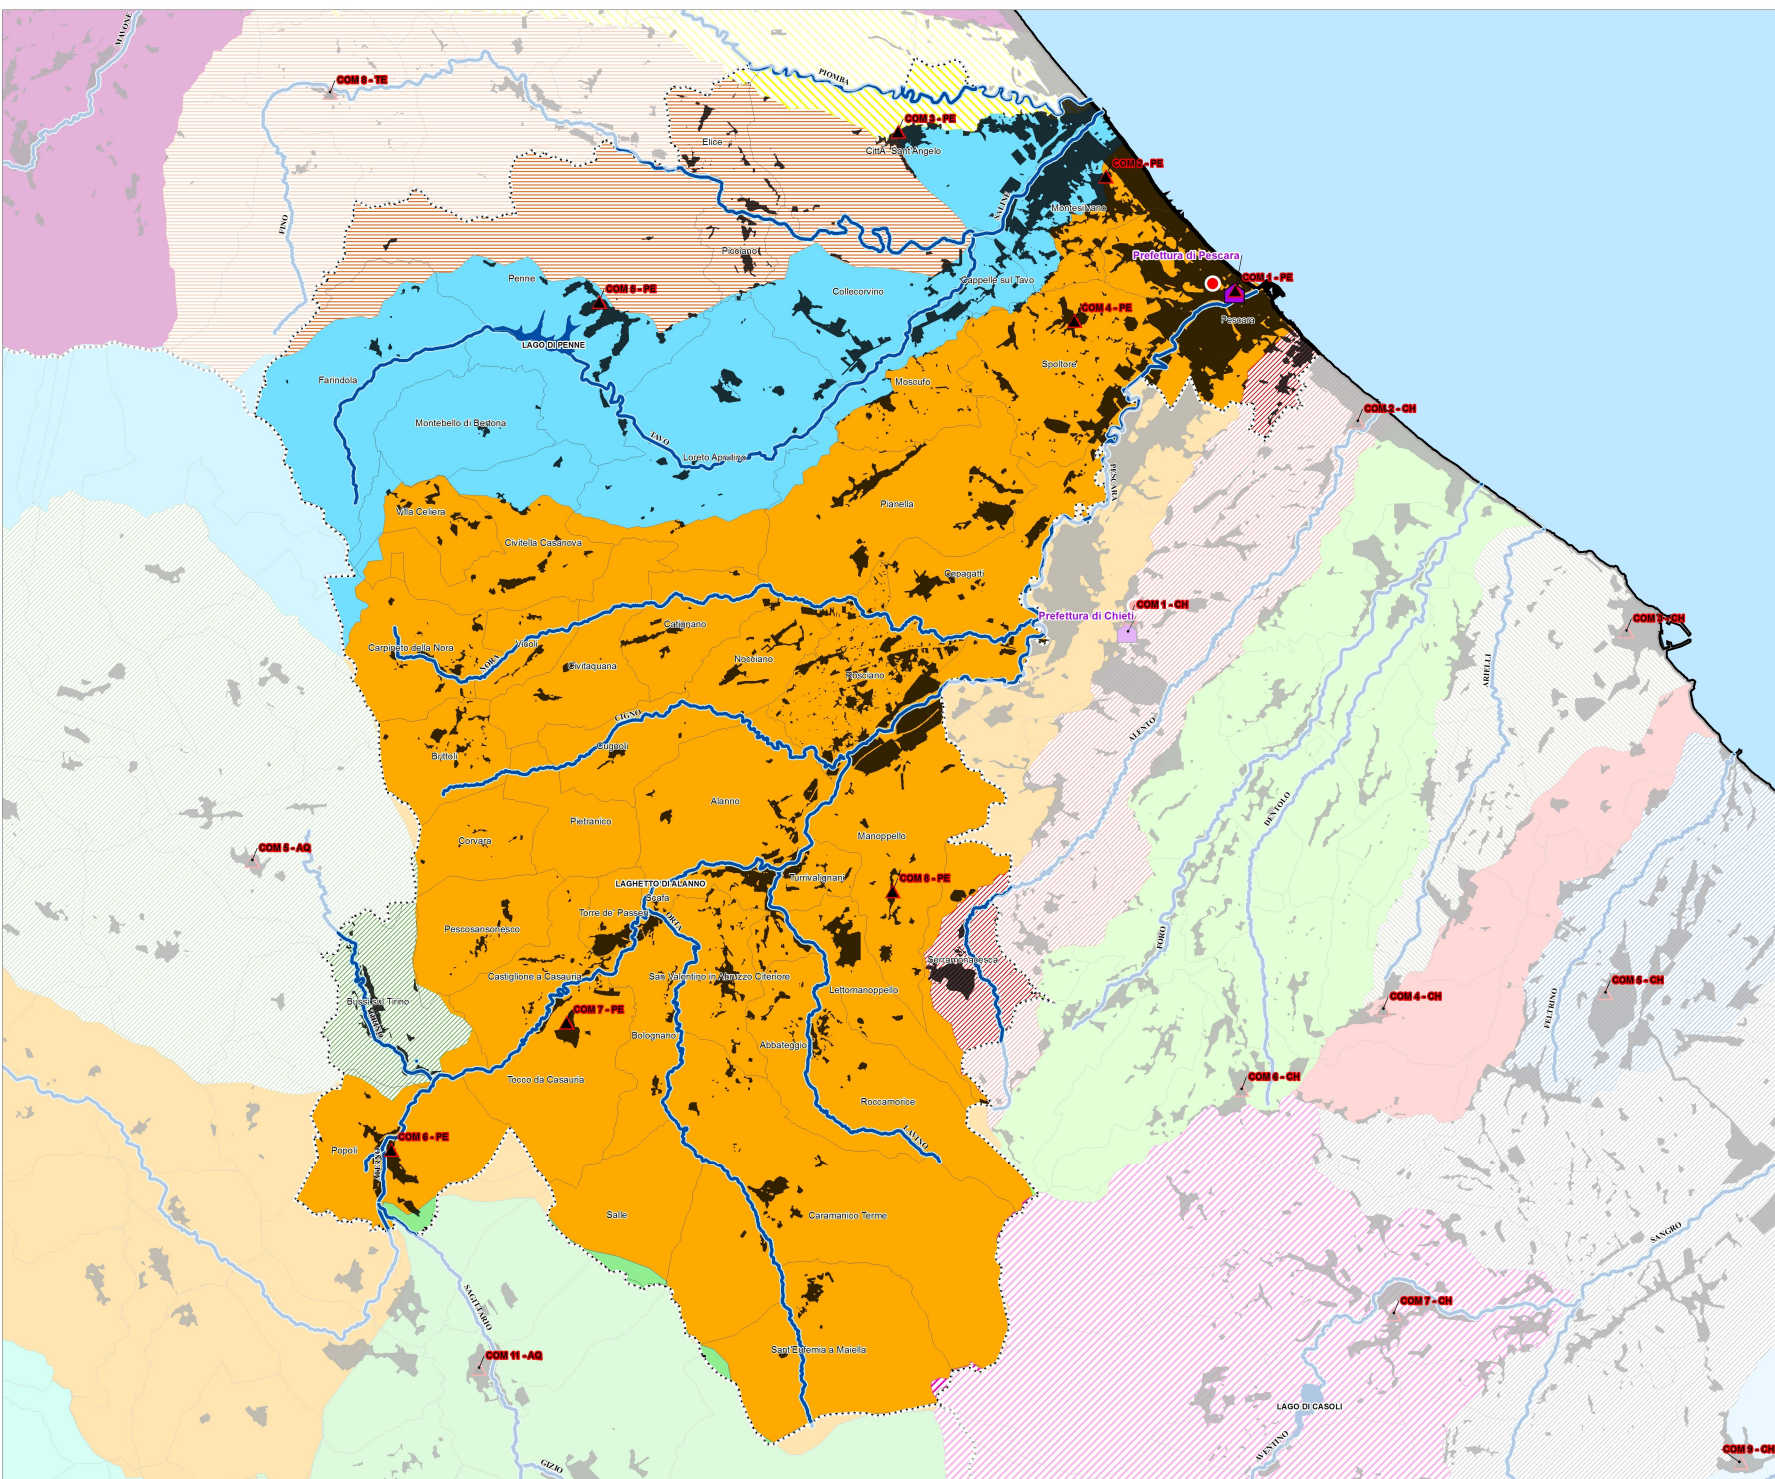 MAVONE
COM 8 - TE
PIOMBA
COM 3 - PE
Elice
CittÀ Sant'Angelo
COM 2 - PE
FINO
SALINE
Montesilvano
Picciano
Prefettura di Pescara
Penne
COM 5 - PE
Cappelle sul Tavo
COM 1 - PE
Collecorvino
COM 4 - PE
Pescara
LAGO DI PENNE
Spoltore
Farindola
Moscufo
COM 2 - CH
Montebello di Bertona
TAVO
Loreto Aprutino
PESCARA
Villa Celiera
Pianella
Civitella Casanova
Cepagatti
COM 1 - CH
Prefettura di Chieti
COM 3 - CH
Catignano
Carpineto della Nora
Vicoli
NORA
Civitaquana
Nocciano
Rosciano
ARIELLI
CIGNO
ALENTO
Cugnoli
Brittoli
Alanno
DENTOLO
Pietranico
Corvara
Manoppello
COM 5 - AQ
LAGHETTO DI ALANNO
Turrivalignani
COM 8 - PE
Scafa
Torre de' Passeri
ORTA
Pescosansonesco
FORO
Serramonacesca
Castiglione a Casauria
San Valentino in Abruzzo Citeriore
Lettomanoppello
COM 5 - CH
COM 4 - CH
Bussi sul Tirino
TIRINO
COM 7 - PE
FELTRINO
Bolognano
Abbateggio
Tocco da Casauria
COM 6 - CH
Roccamorice
COM 6 - PE
LAVINO
Popoli
PESCARA
Salle
Caramanico Terme
SANGRO
SAGITTARIO
COM 7 - CH
Sant'Eufemia a Maiella
COM 11 - AQ
LAGO DI CASOLI
AVENTINO
COM 9 - CH
GIZIO